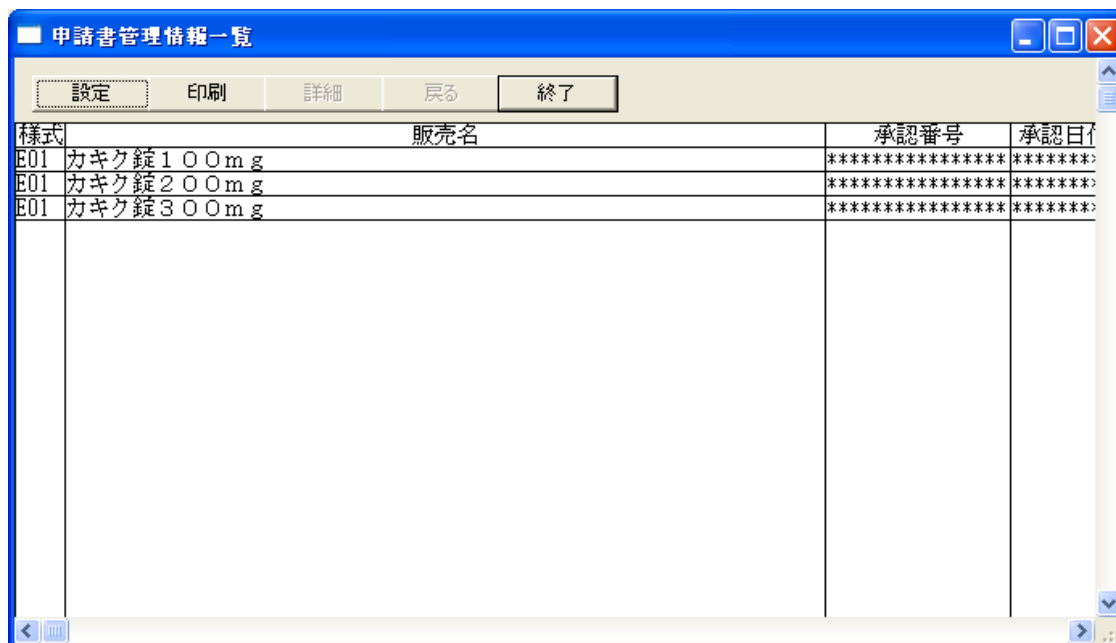 申請書管理情報一覧
設定 印刷 詳細 戻る 終了
様式 販売名 承認番号 承認日
E01 カキク錠１００ｍｇ **************** *******
E01 カキク錠２００ｍｇ **************** *******
E01 カキク錠３００ｍｇ **************** *******